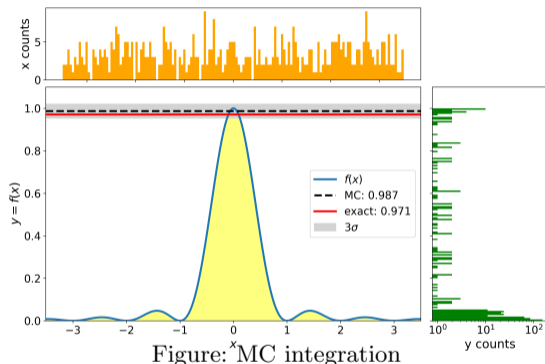 x counts
5
0
1.0
0.8
0.6
0.4
0.2
0.0
y = f(x)
f(x)
MC: 0.987
exact: 0.971
3σ
−3 −2 −1 0 1 2 3
x
10⁰ 10¹ 10²
y counts
Figure: MC integration